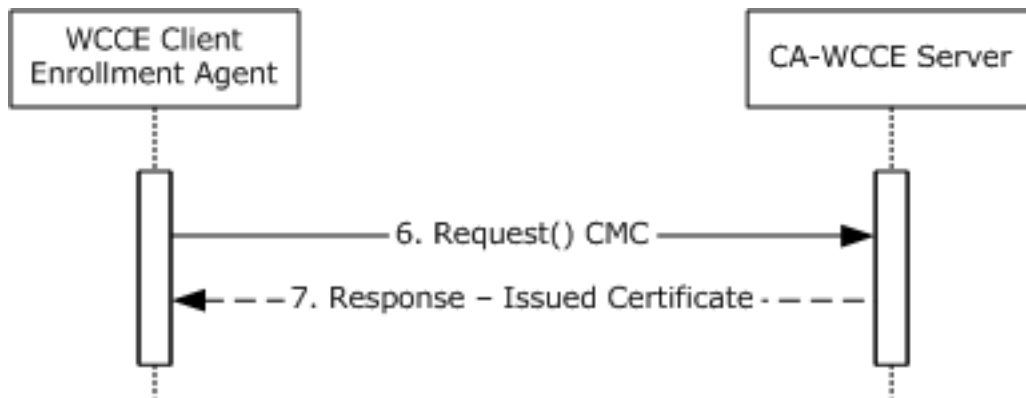 WCCE Client
Enrollment Agent
CA-WCCE Server
6. Request() CMC
7. Response – Issued Certificate